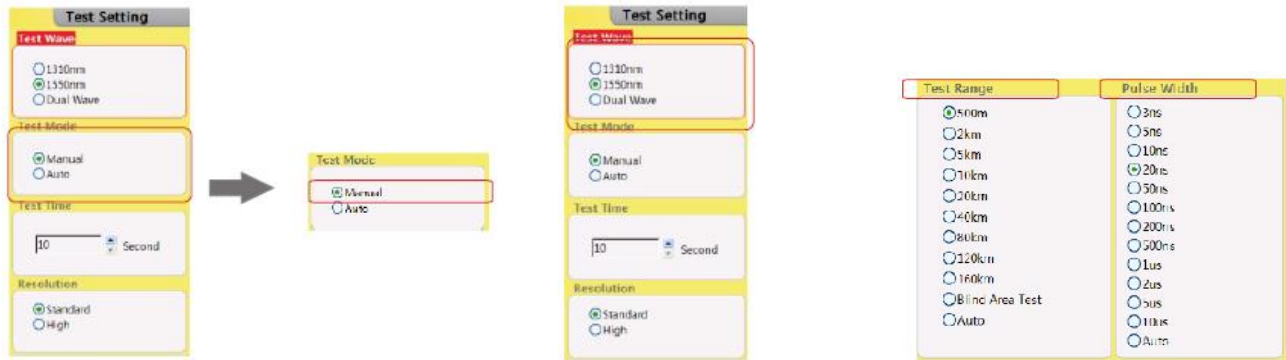 Test Setting
Test Wave
1310nm
1550nm
Dual Wave
Test Mode
Manual
Auto
Test Time
10 Second
Resolution
Standard
High
Test Mode
Manual
Auto
Test Setting
Test Wave
1310nm
1550nm
Dual Wave
Test Mode
Manual
Auto
Test Time
10 Second
Resolution
Standard
High
Test Range
500m
2km
5km
10km
20km
40km
80km
120km
160km
Blind Area Test
Auto
Pulse Width
3ns
5ns
10ns
20ns
50ns
100ns
200ns
500ns
1us
2us
5us
10us
Auto